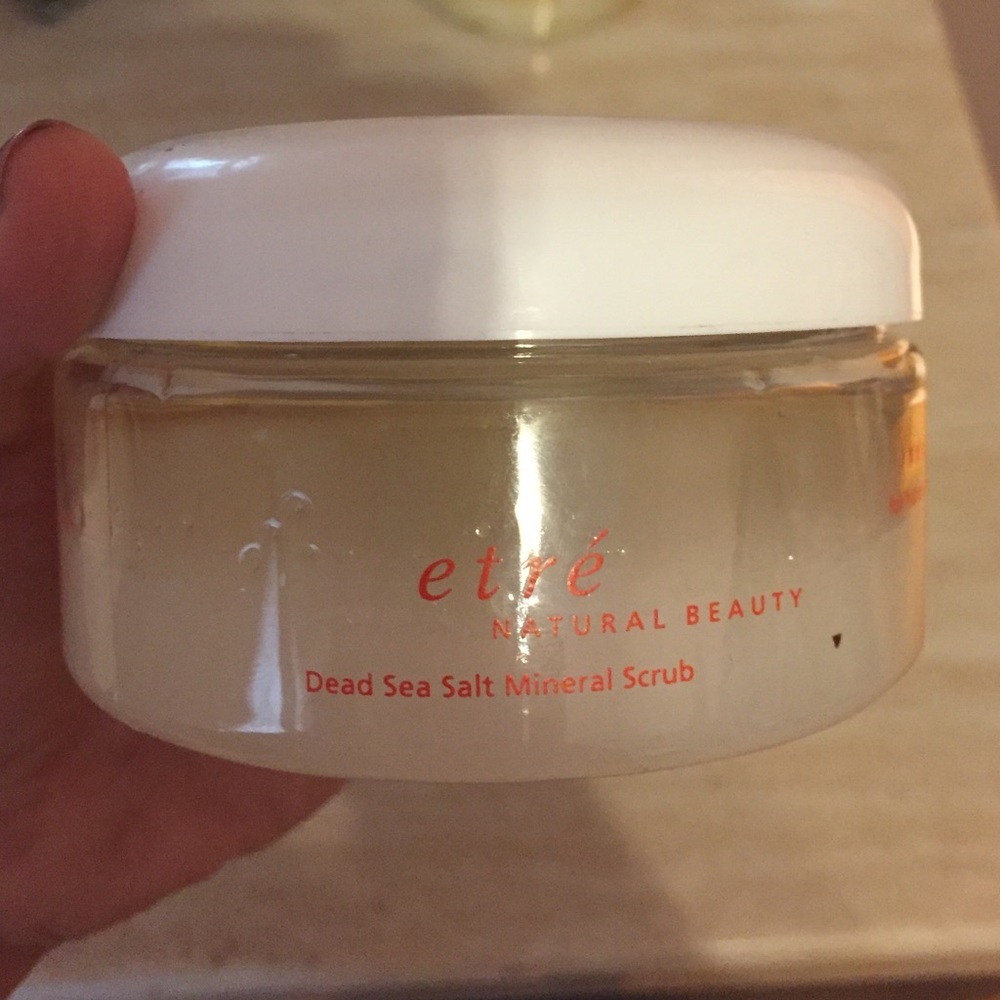 etré
NATURAL BEAUTY
Dead Sea Salt Mineral Scrub